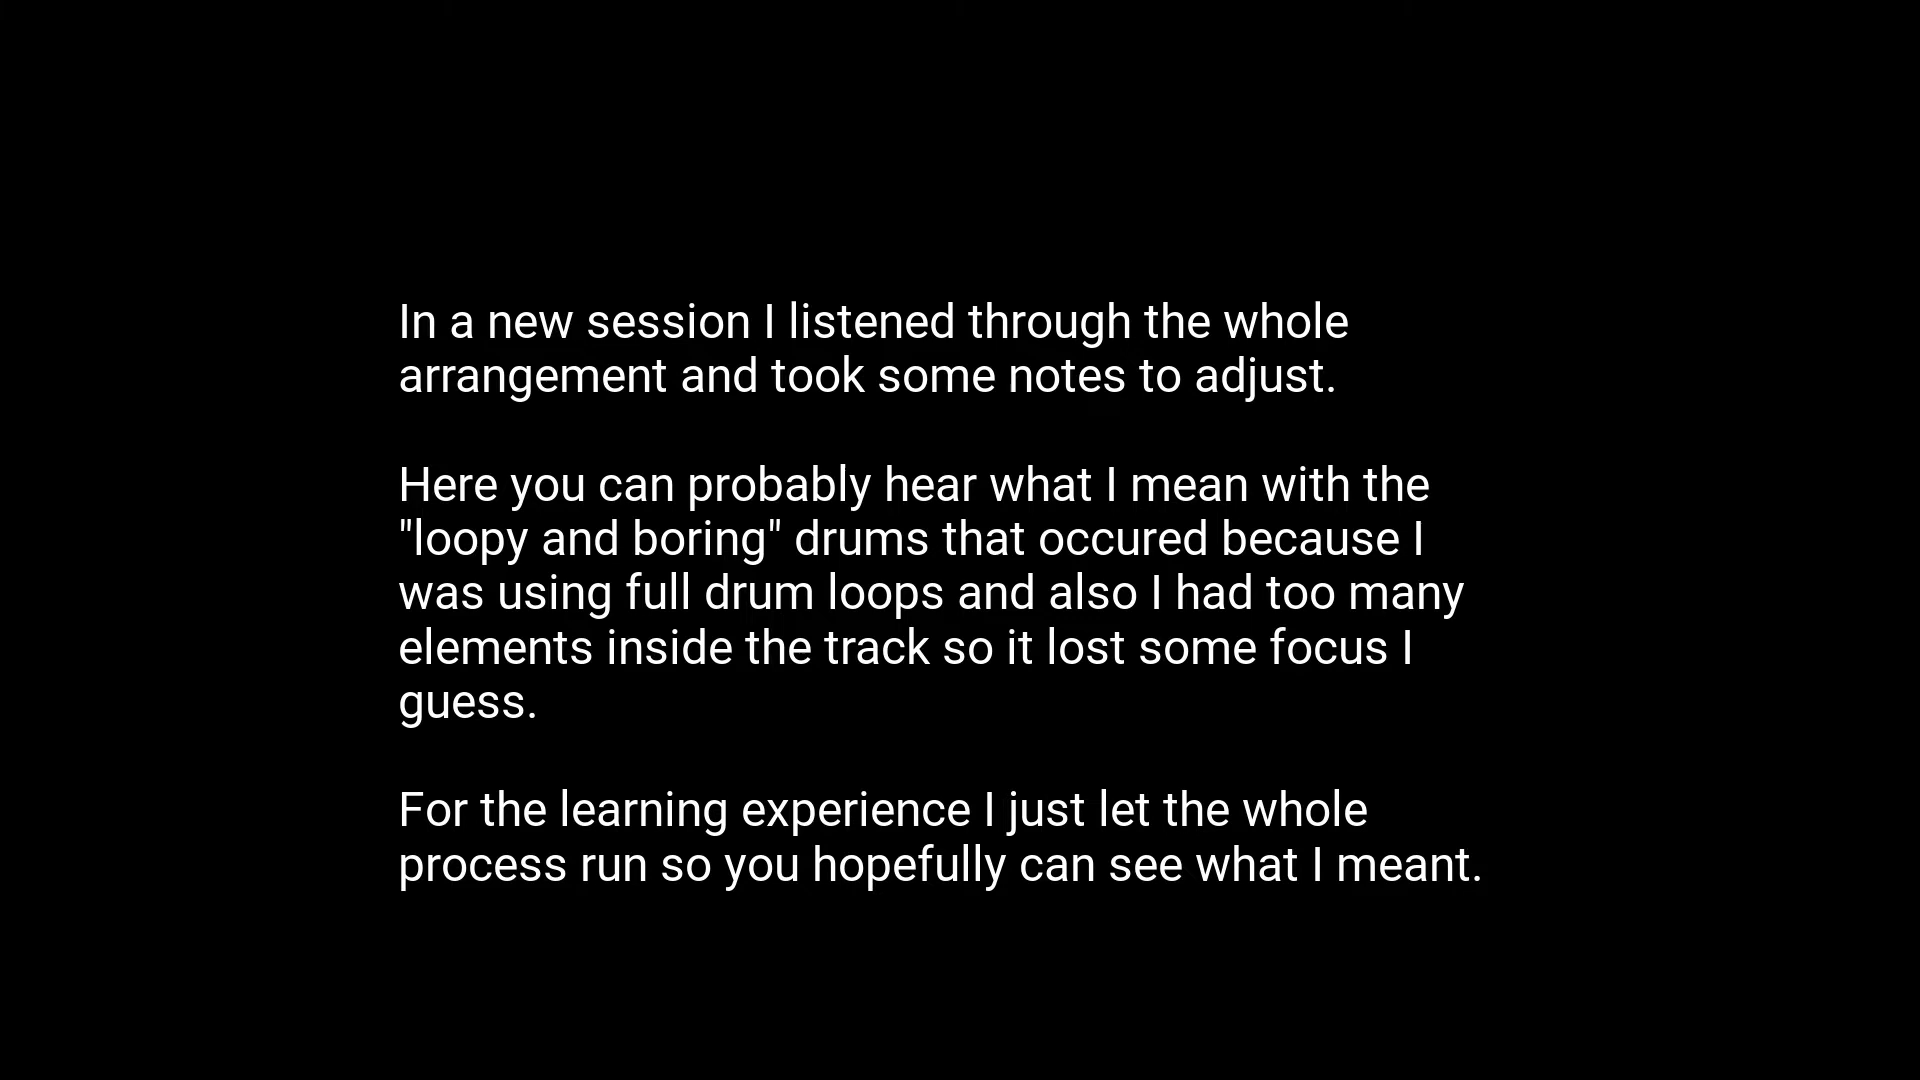 In a new session I listened through the whole
arrangement and took some notes to adjust.
Here you can probably hear what I mean with the
"loopy and boring" drums that occured because I
was using full drum loops and also I had too many
elements inside the track so it lost some focus I
guess.
For the learning experience I just let the whole
process run so you hopefully can see what I meant.